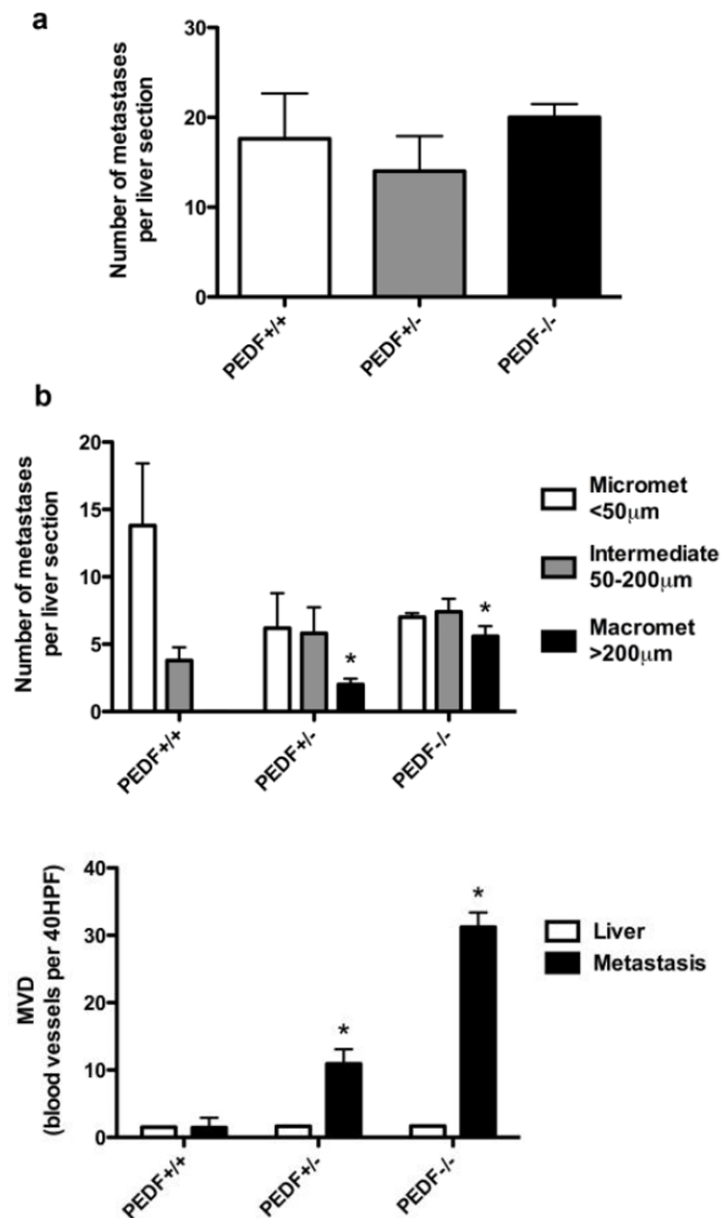 a
Number of metastases
per liver section
30
20
10
0
PEDF+/+
PEDF+/-
PEDF-/-
b
Number of metastases
per liver section
20
15
10
5
0
*
*
PEDF+/+
PEDF+/-
PEDF-/-
Micromet
<50μm
Intermediate
50-200μm
Macromet
>200μm
MVD
(blood vessels per 40HPF)
40
30
20
10
0
*
*
PEDF+/+
PEDF+/-
PEDF-/-
Liver
Metastasis